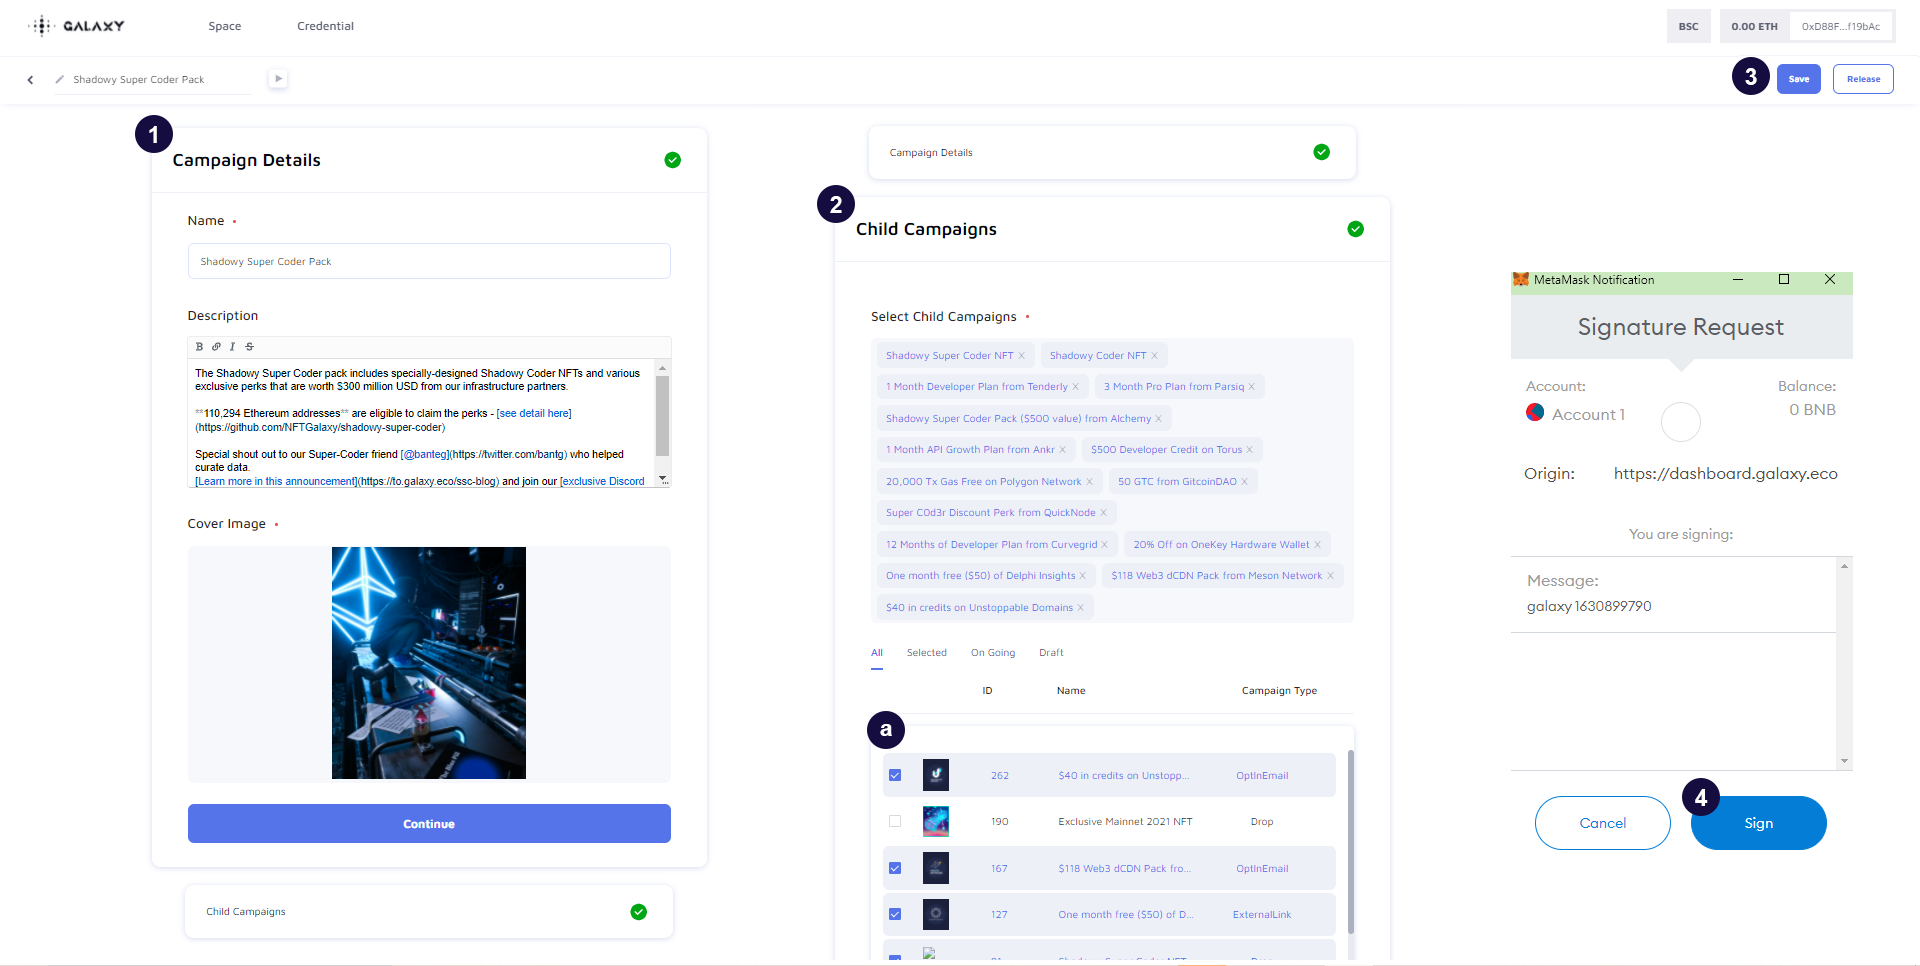 GALAXY
Space
Credential
BSC
0.00 ETH
0xD88F...f19bAc
Shadowy Super Coder Pack
3
Save
Release
1
Campaign Details
Name
Shadowy Super Coder Pack
Description
B I S
The Shadowy Super Coder pack includes specially-designed Shadowy Coder NFTs and various
exclusive perks that are worth $300 million USD from our infrastructure partners.
**110,294 Ethereum addresses** are eligible to claim the perks - [see detail here]
(https://github.com/NFTGalaxy/shadowy-super-coder)
Special shout out to our Super-Coder friend [@banteg](https://twitter.com/bantg) who helped
curate data.
[Learn more in this announcement](https://to.galaxy.eco/ssc-blog) and join our [exclusive Discord
Cover Image
Continue
Child Campaigns
Campaign Details
2
Child Campaigns
Select Child Campaigns
Shadowy Super Coder NFT X
Shadowy Coder NFT X
1 Month Developer Plan from Tenderly X
3 Month Pro Plan from Parsiq X
Shadowy Super Coder Pack ($500 value) from Alchemy X
1 Month API Growth Plan from Ankr X
$500 Developer Credit on Torus X
20,000 Tx Gas Free on Polygon Network X
50 GTC from GitcoinDAO X
Super C0d3r Discount Perk from QuickNode X
12 Months of Developer Plan from Curvegrid X
20% Off on OneKey Hardware Wallet X
One month free ($50) of Delphi Insights X
$118 Web3 dCDN Pack from Meson Network X
$40 in credits on Unstoppable Domains X
All
Selected
On Going
Draft
ID
Name
Campaign Type
a
262
$40 in credits on Unstopp...
OptInEmail
190
Exclusive Mainnet 2021 NFT
Drop
167
$118 Web3 dCDN Pack fro...
OptInEmail
127
One month free ($50) of D...
ExternalLink
MetaMask Notification
Signature Request
Account:
Balance:
Account 1
0 BNB
Origin:
https://dashboard.galaxy.eco
You are signing:
Message:
galaxy 1630899790
4
Cancel
Sign